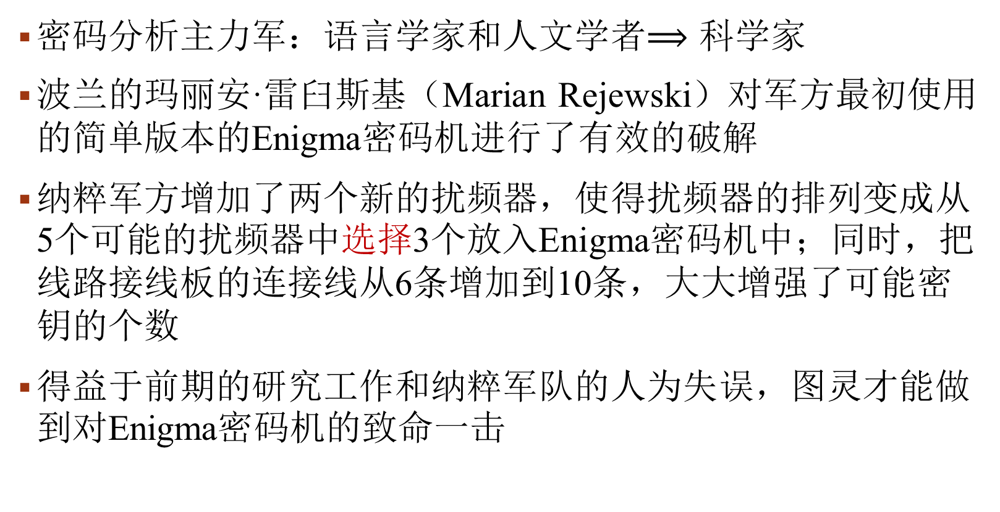 ▪密码分析主力军：语言学家和人文学者⟹ 科学家
▪波兰的玛丽安·雷臼斯基（Marian Rejewski）对军方最初使用
的简单版本的Enigma密码机进行了有效的破解
▪纳粹军方增加了两个新的扰频器，使得扰频器的排列变成从
5个可能的扰频器中选择3个放入Enigma密码机中；同时，把
线路接线板的连接线从6条增加到10条，大大增强了可能密
钥的个数
▪得益于前期的研究工作和纳粹军队的人为失误，图灵才能做
到对Enigma密码机的致命一击